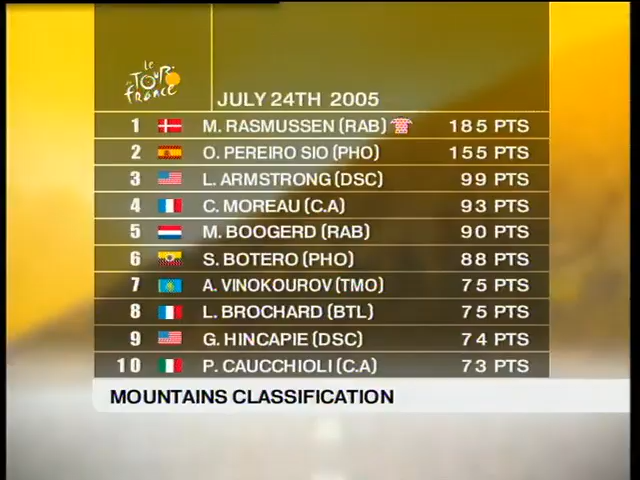 le
TOUR
de
france
JULY 24TH 2005
1 M. RASMUSSEN (RAB) 185 PTS
2 O. PEREIRO SIO (PHO) 155 PTS
3 L. ARMSTRONG (DSC) 99 PTS
4 C. MOREAU (C.A) 93 PTS
5 M. BOOGERD (RAB) 90 PTS
6 S. BOTERO (PHO) 88 PTS
7 A. VINOKOUROV (TMO) 75 PTS
8 L. BROCHARD (BTL) 75 PTS
9 G. HINCAPIE (DSC) 74 PTS
10 P. CAUCCHIOLI (C.A) 73 PTS
MOUNTAINS CLASSIFICATION